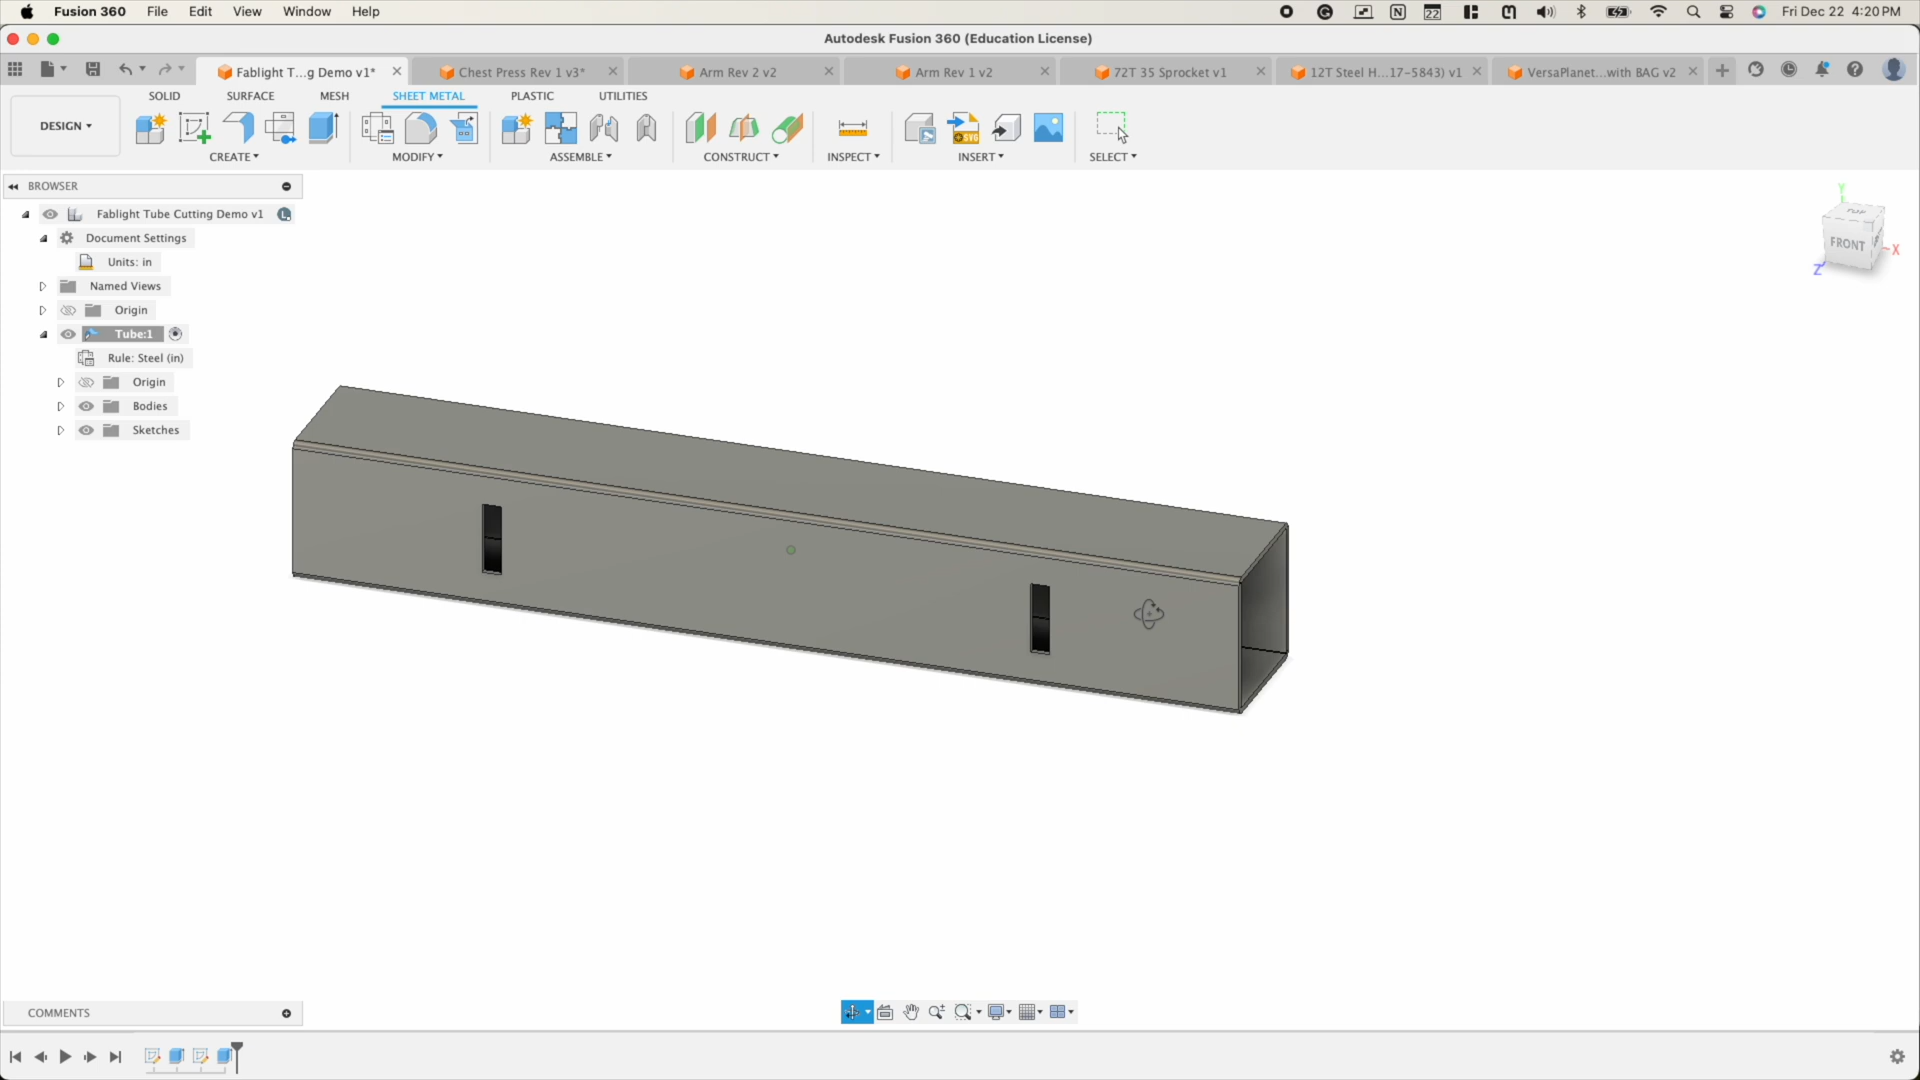 Fusion 360 File Edit View Window Help 22 Fri Dec 22 4:20 PM
Autodesk Fusion 360 (Education License)
Fablight T...g Demo v1* Chest Press Rev 1 v3* Arm Rev 2 v2 Arm Rev 1 v2 72T 35 Sprocket v1 12T Steel H...17-5843) v1 VersaPlanet...with BAG v2
SOLID SURFACE MESH SHEET METAL PLASTIC UTILITIES
DESIGN
SVG
CREATE MODIFY ASSEMBLE CONSTRUCT INSPECT INSERT SELECT
BROWSER
Fablight Tube Cutting Demo v1
Document Settings
Units: in
Named Views
Origin
Tube:1
Rule: Steel (in)
Origin
Bodies
Sketches
Y
TOP
FRONT
X
Z
COMMENTS